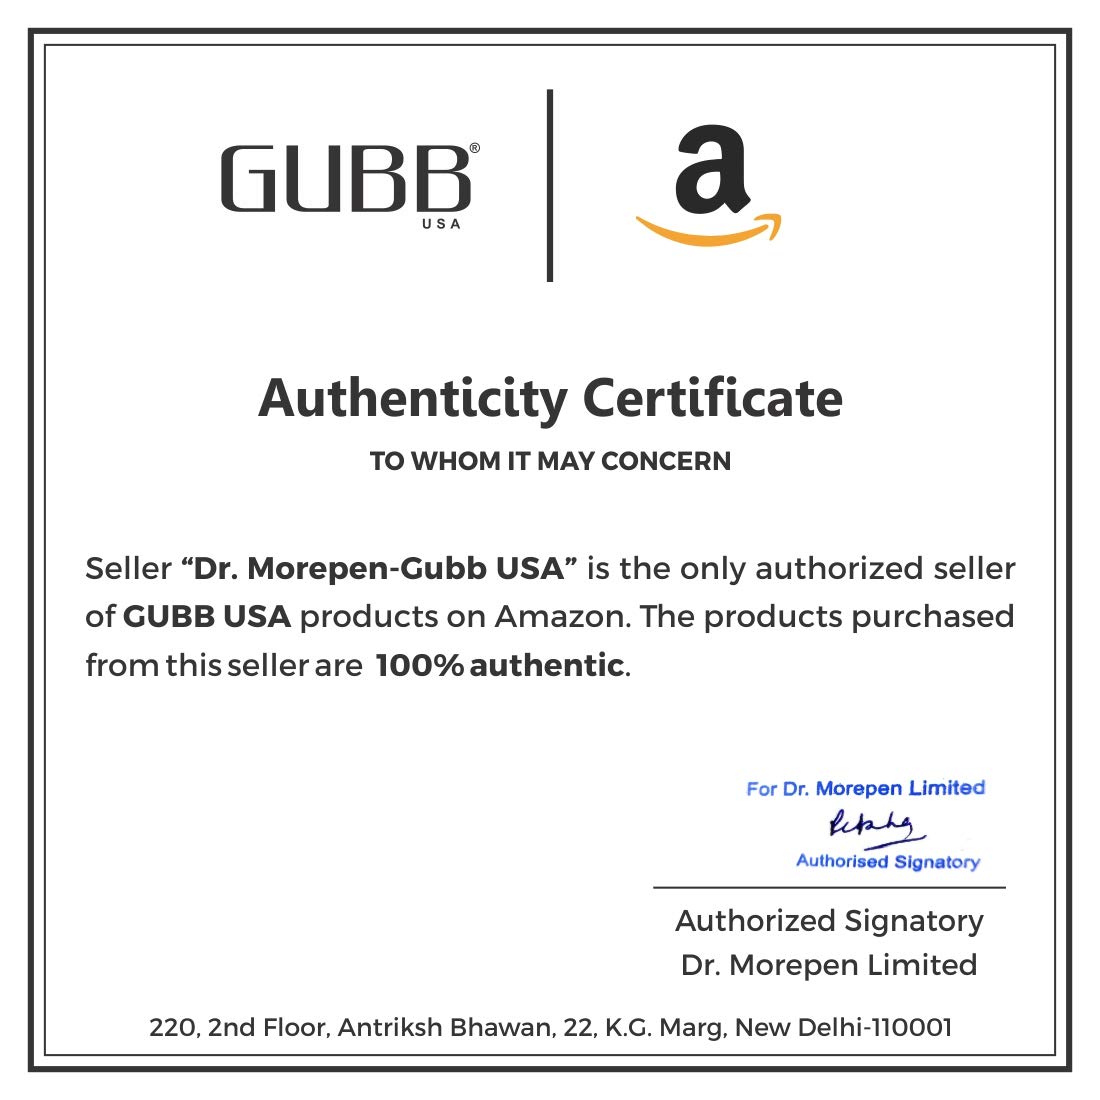 GUBB®
USA
a
Authenticity Certificate
TO WHOM IT MAY CONCERN
Seller “Dr. Morepen-Gubb USA” is the only authorized seller
of GUBB USA products on Amazon. The products purchased
from this seller are 100% authentic.
For Dr. Morepen Limited
Authorised Signatory
Authorized Signatory
Dr. Morepen Limited
220, 2nd Floor, Antriksh Bhawan, 22, K.G. Marg, New Delhi-110001